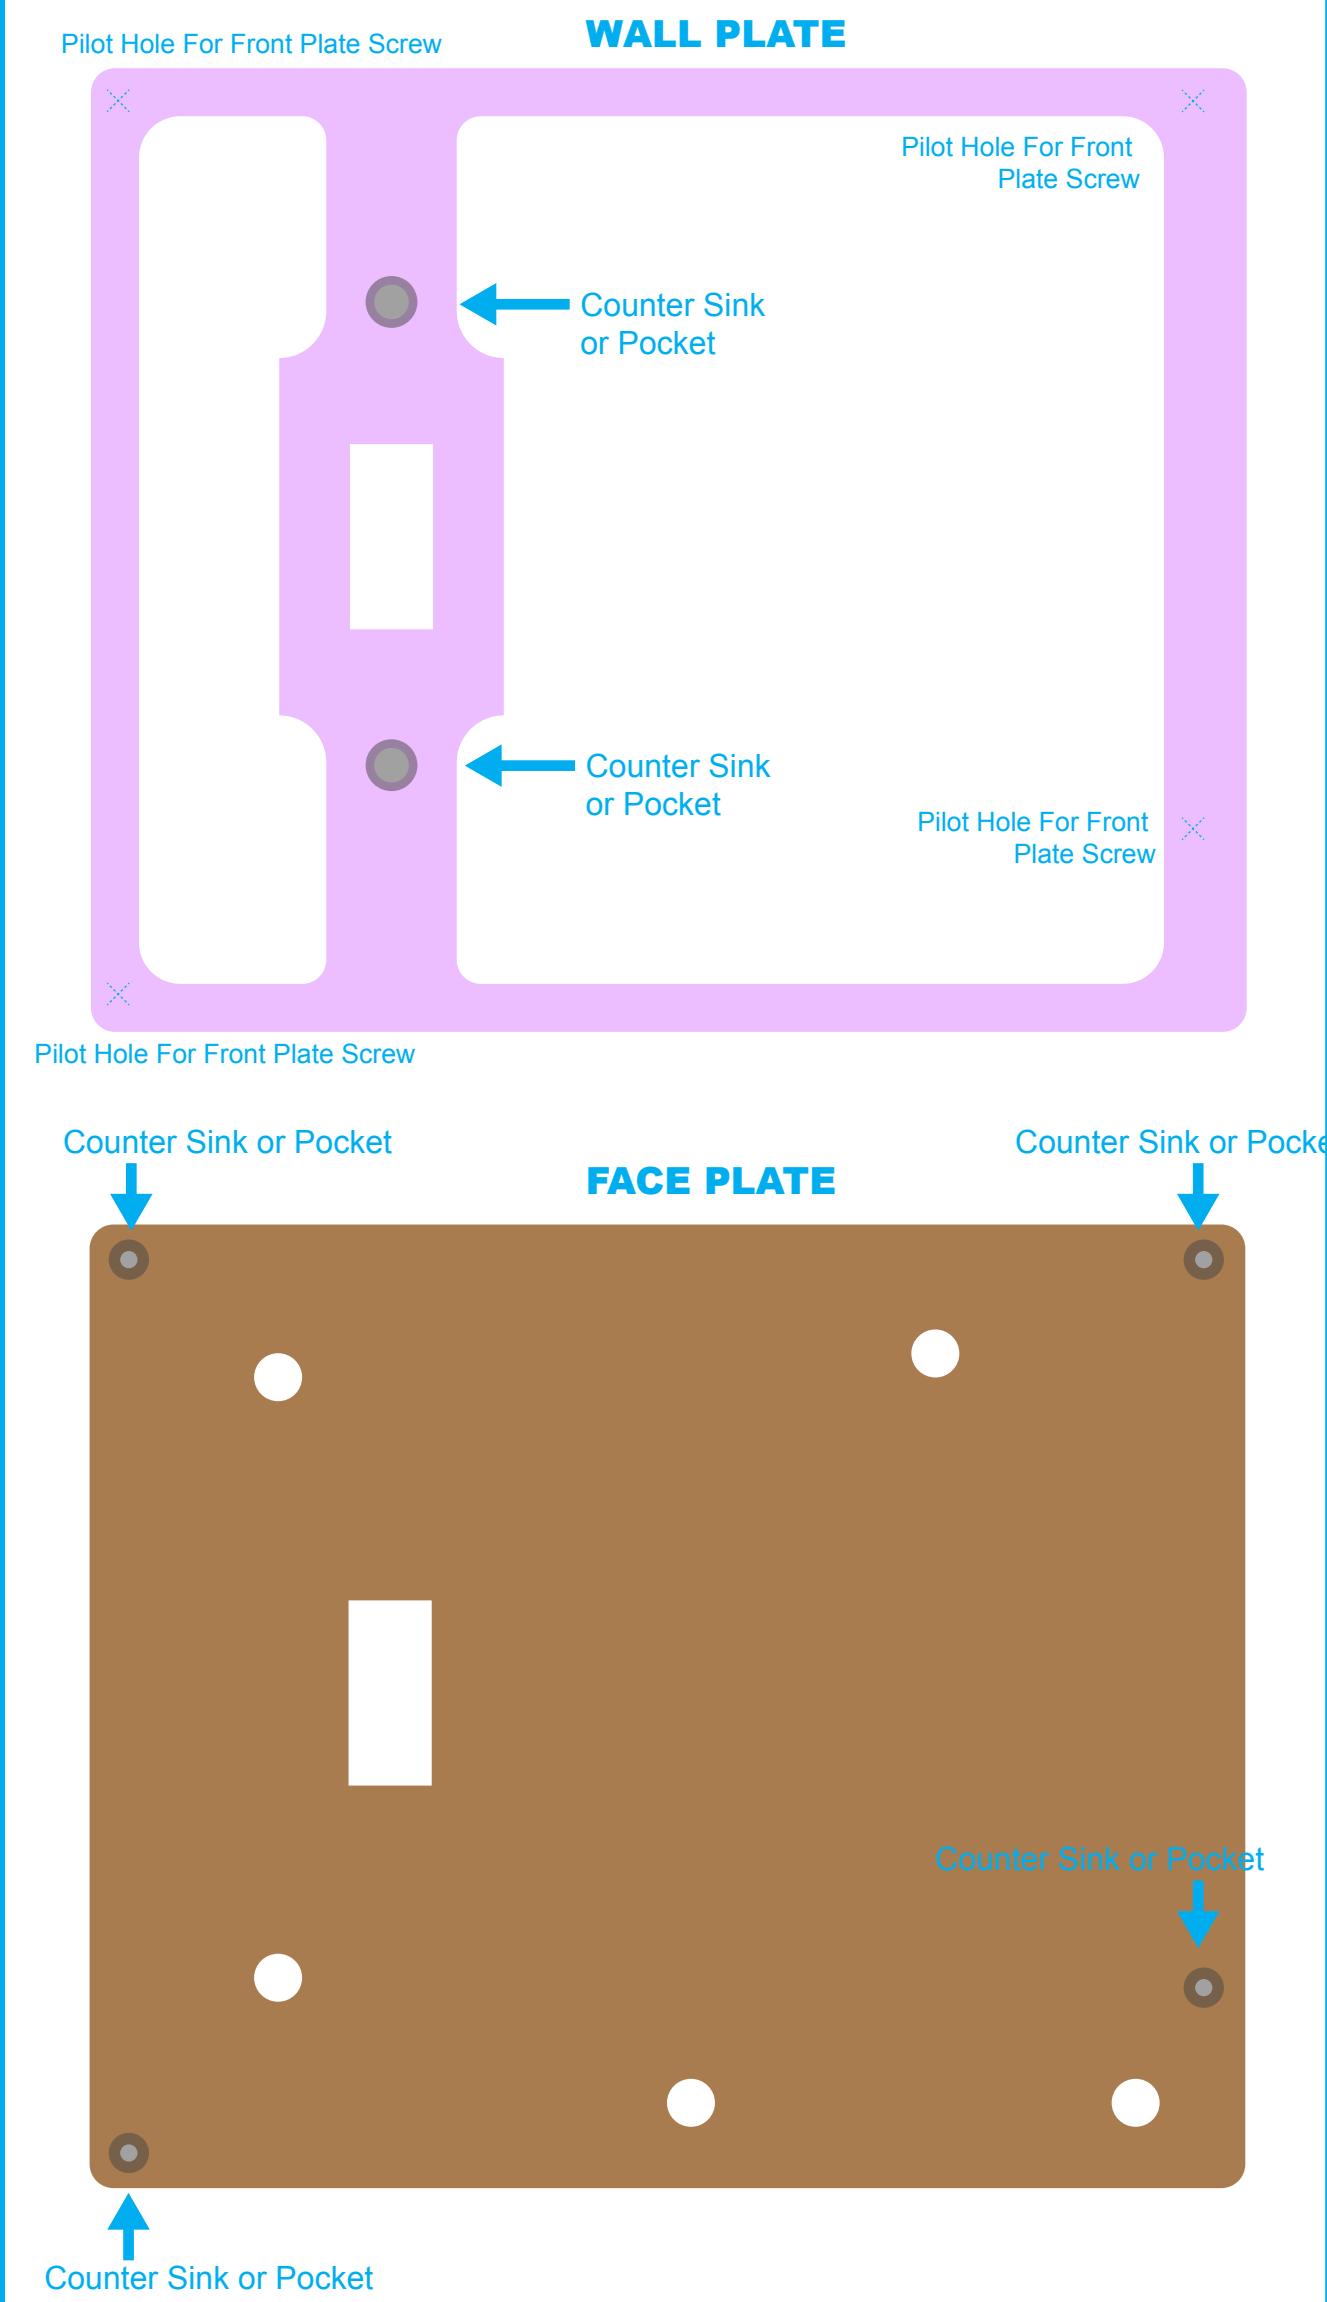 WALL PLATE
Pilot Hole For Front Plate Screw
Pilot Hole For Front
Plate Screw
Counter Sink
or Pocket
Counter Sink
or Pocket
Pilot Hole For Front
Plate Screw
Pilot Hole For Front Plate Screw
Counter Sink or Pocket
Counter Sink or Pocke
FACE PLATE
Counter Sink or Pocket
Counter Sink or Pocket